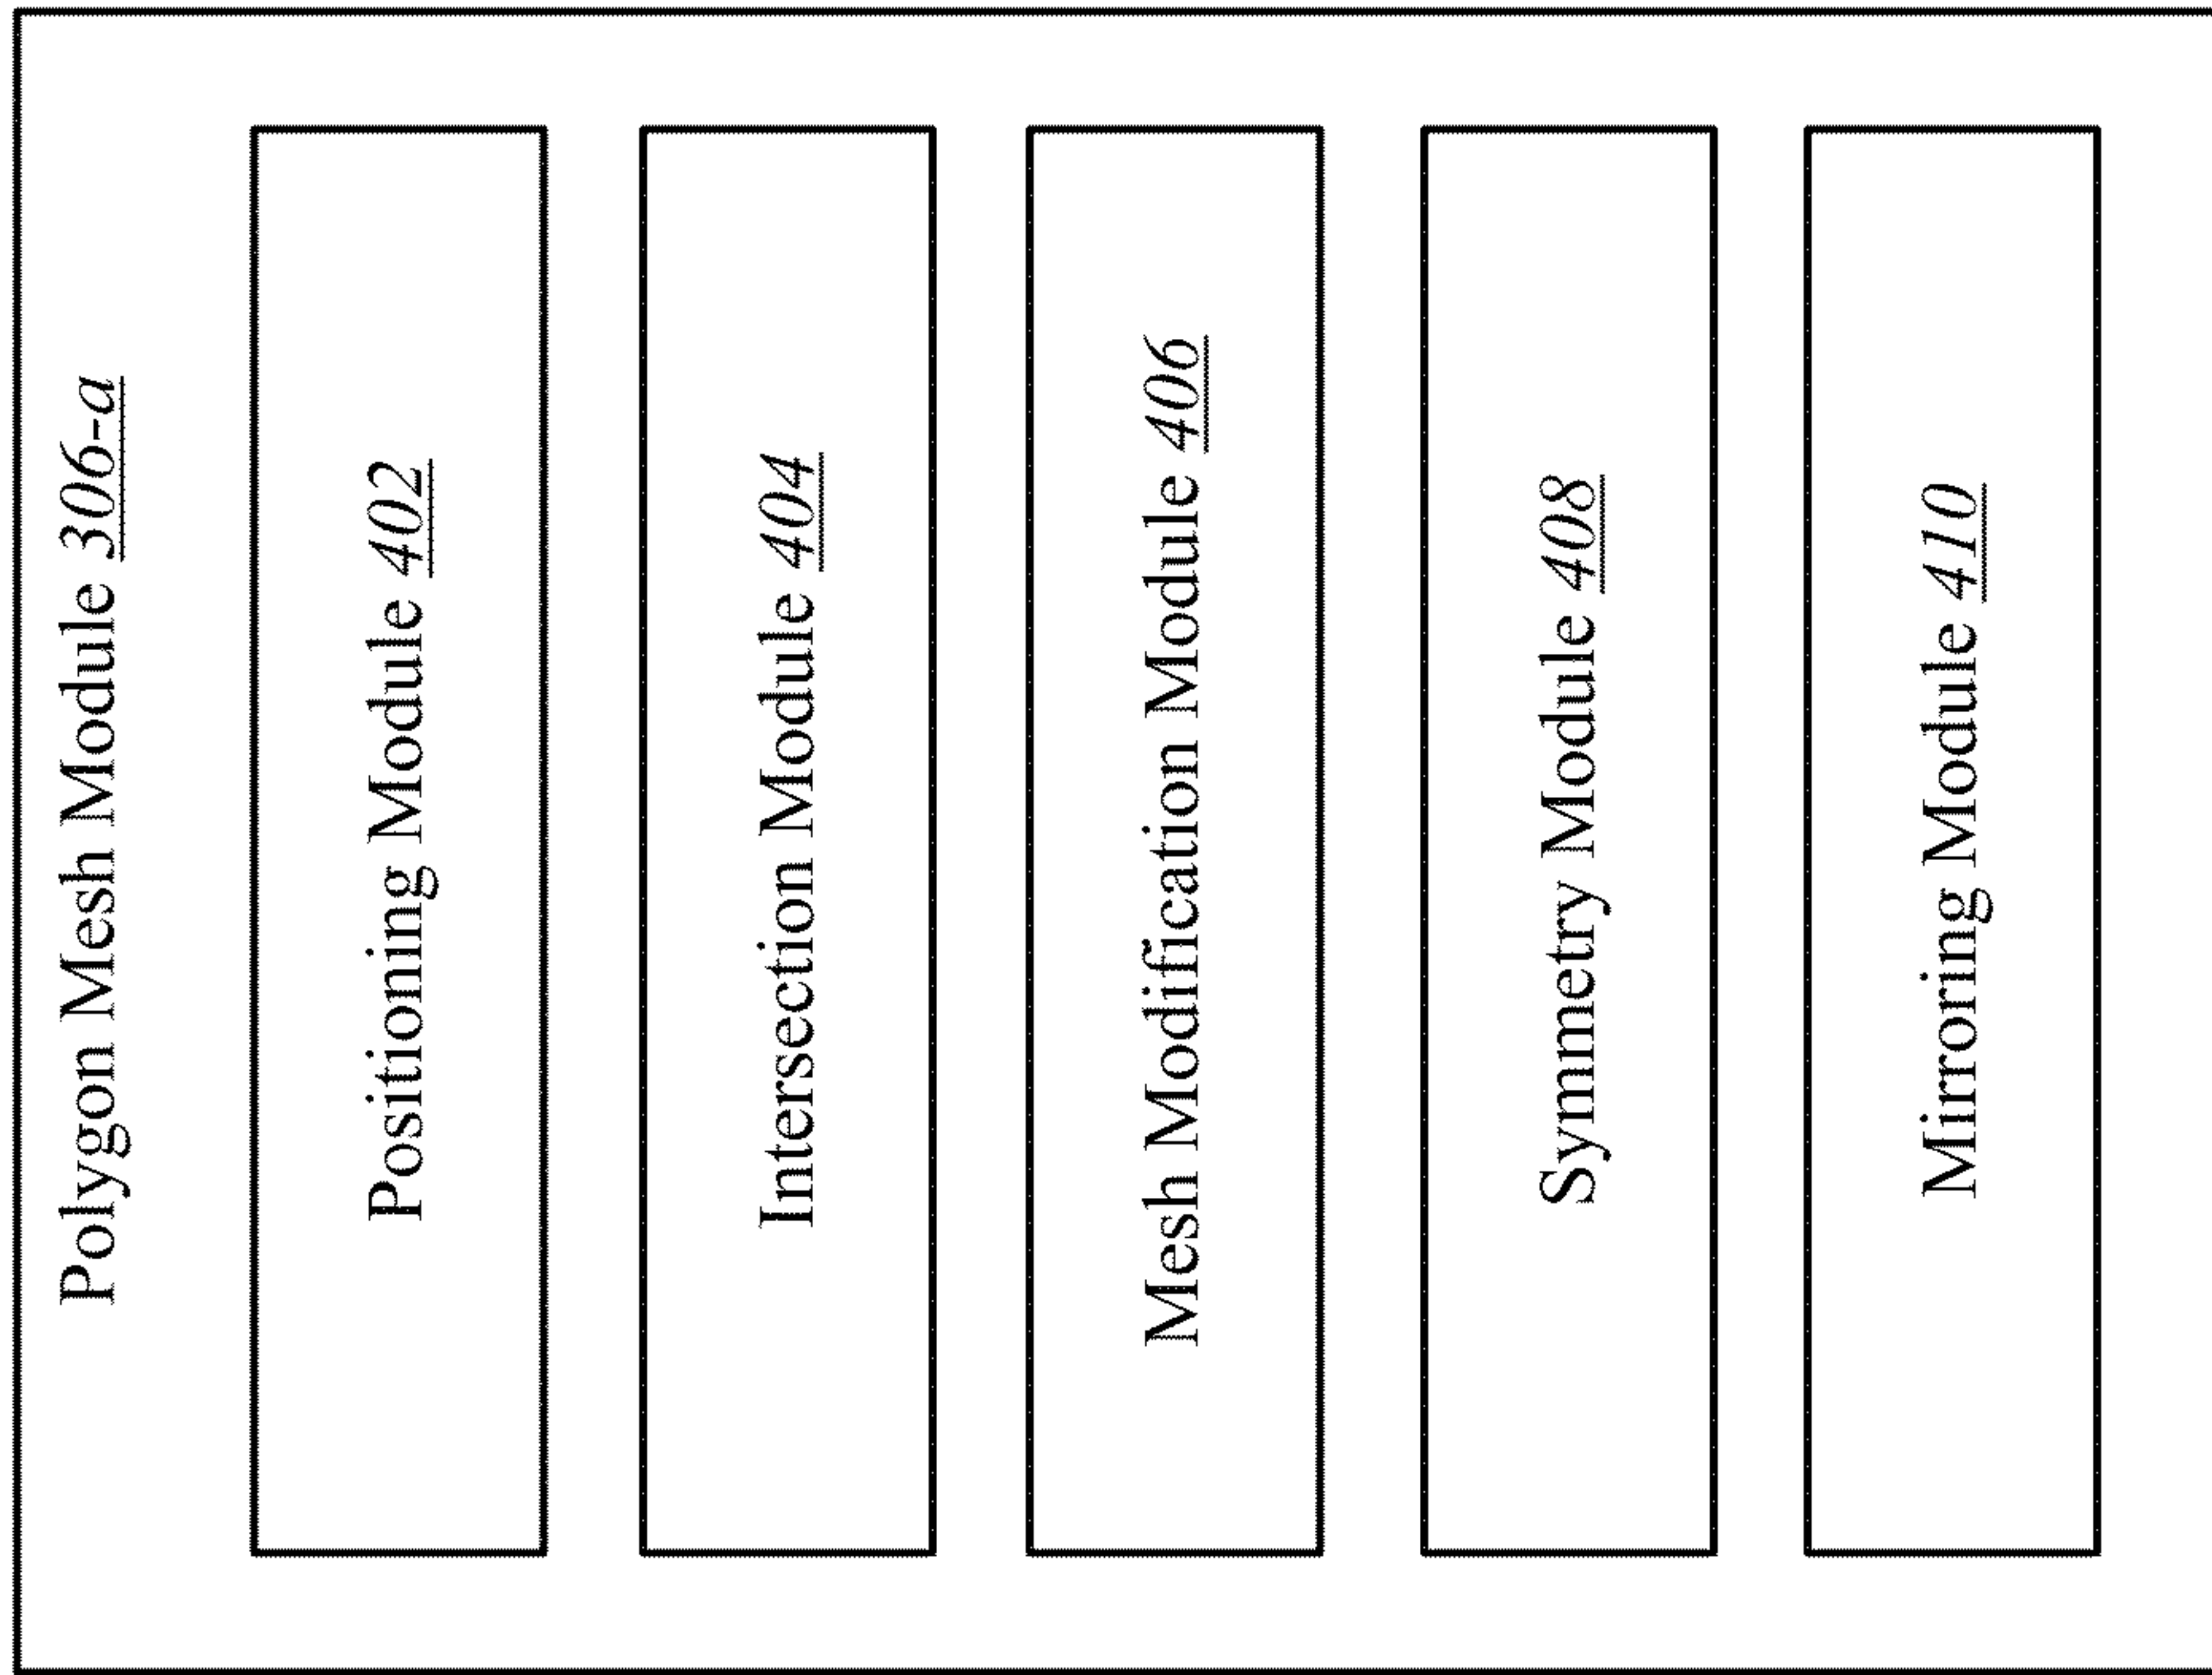 Polygon Mesh Module 306-a
Positioning Module 402
Intersection Module 404
Mesh Modification Module 406
Symmetry Module 408
Mirroring Module 410